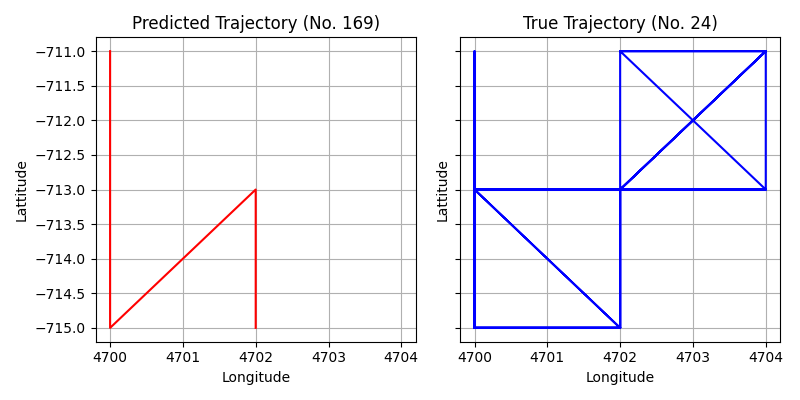 Predicted Trajectory (No. 169)
True Trajectory (No. 24)
−711.0
−711.5
−712.0
−712.5
−713.0
−713.5
−714.0
−714.5
−715.0
Lattitude
Lattitude
4700 4701 4702 4703 4704
4700 4701 4702 4703 4704
Longitude
Longitude